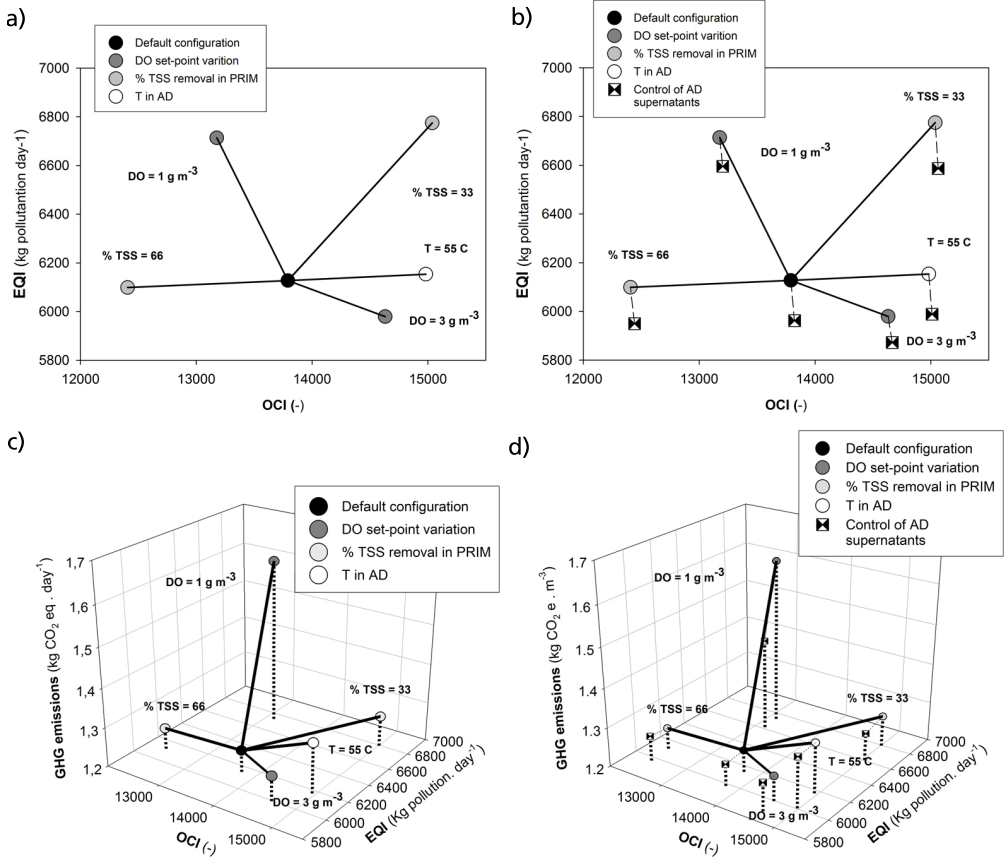 a)
Default configuration
DO set-point varition
% TSS removal in PRIM
T in AD
7000
6800
6600
6400
6200
6000
5800
EQI (kg pollutantion day-1)
DO = 1 g m-3
% TSS = 33
% TSS = 66
T = 55 C
DO = 3 g m-3
12000
13000
14000
15000
OCI (-)
b)
Default configuration
DO set-point varition
% TSS removal in PRIM
T in AD
Control of AD
supernatants
7000
6800
6600
6400
6200
6000
5800
EQI (kg pollutantion day-1)
% TSS = 33
DO = 1 g m-3
T = 55 C
% TSS = 66
DO = 3 g m-3
12000
13000
14000
15000
OCI (-)
c)
Default configuration
DO set-point variation
% TSS removal in PRIM
T in AD
1,7
1,6
1,5
1,4
1.3
1,2
GHG emissions (kg CO2 eq . day-1)
DO = 1 g m-3
% TSS = 33
% TSS = 66
T = 55 C
DO = 3 g m-3
13000
14000
15000
OCI (-)
7000
6800
6600
6400
6200
6000
5800
EQI (Kg pollution. day-1)
d)
Default configuration
DO set-point variation
% TSS removal in PRIM
T in AD
Control of AD
supernatants
1.7
1.6
1.5
1.4
1.3
1,2
GHG emissions (kg CO2 e . m-3)
DO = 1 g m-3
% TSS = 33
% TSS = 66
T = 55 C
DO = 3 g m-3
13000
14000
15000
OCI (-)
7000
6800
6600
6400
6200
6000
5800
EQI (Kg pollution. day-1)